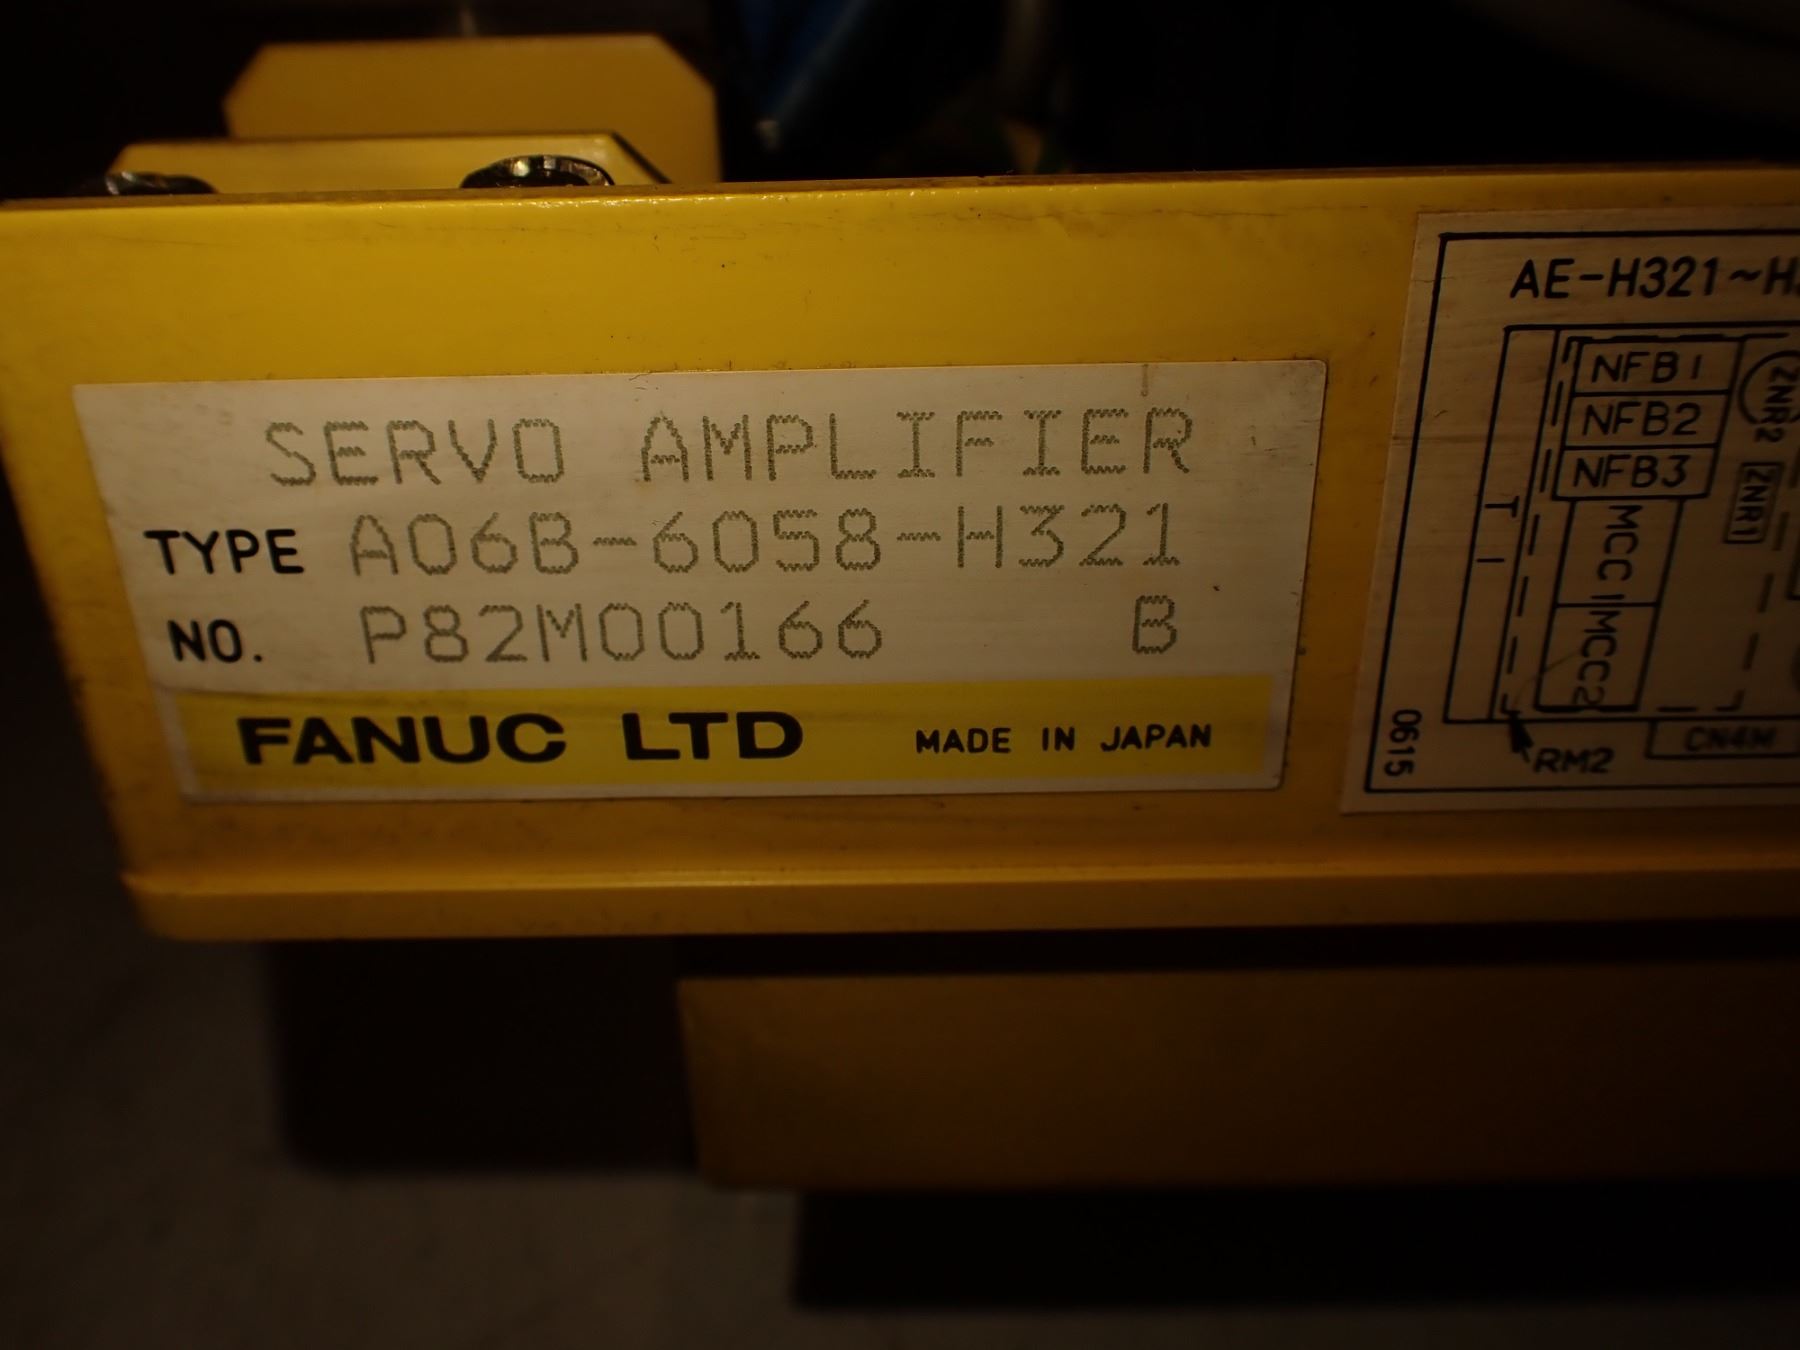 SERVO AMPLIFIER
TYPE A06B-6058-H321
NO. P82M00166 B
FANUC LTD MADE IN JAPAN
AE-H321~H
NFB1
NFB2
NFB3
ZNR2
ZNR1
T1
MCC1
MCC2
CN4M
RM2
0615